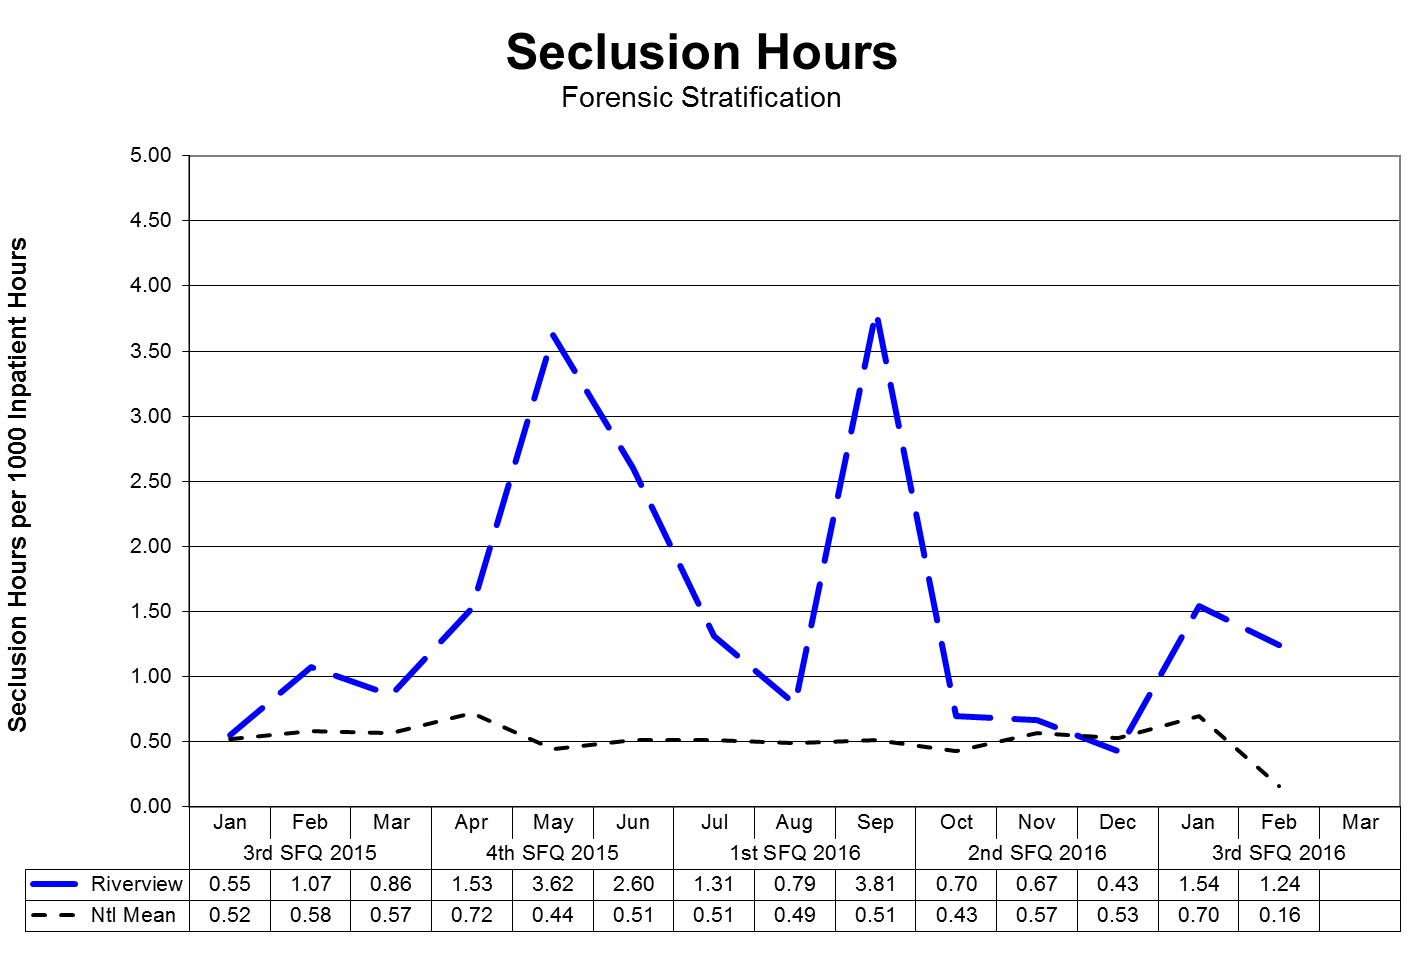 Seclusion Hours
Forensic Stratification
Seclusion Hours per 1000 Inpatient Hours
5.00
4.50
4.00
3.50
3.00
2.50
2.00
1.50
1.00
0.50
0.00
Jan Feb Mar Apr May Jun Jul Aug Sep Oct Nov Dec Jan Feb Mar
3rd SFQ 2015 4th SFQ 2015 1st SFQ 2016 2nd SFQ 2016 3rd SFQ 2016
Riverview 0.55 1.07 0.86 1.53 3.62 2.60 1.31 0.79 3.81 0.70 0.67 0.43 1.54 1.24
Ntl Mean 0.52 0.58 0.57 0.72 0.44 0.51 0.51 0.49 0.51 0.43 0.57 0.53 0.70 0.16